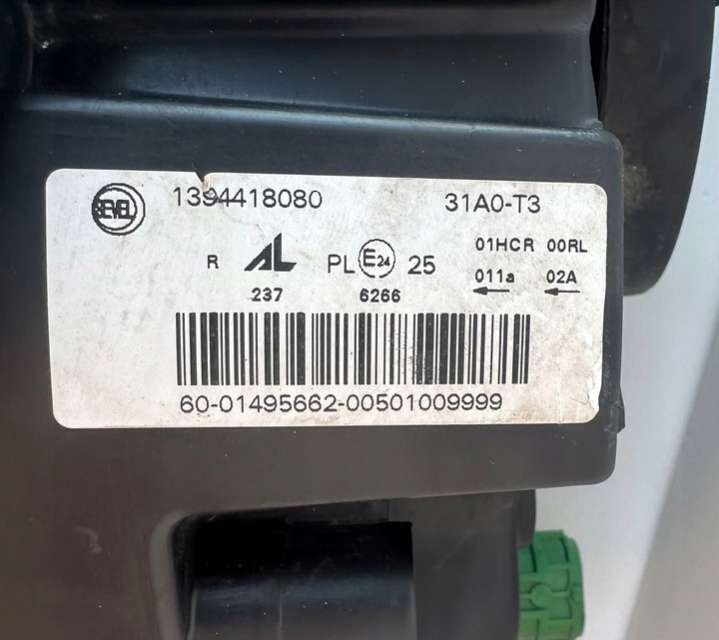 SEVEL 1394418080 31A0-T3
R AL PL E24 25 01HCR 00RL
011a 02A
237 6266
60-01495662-00501009999